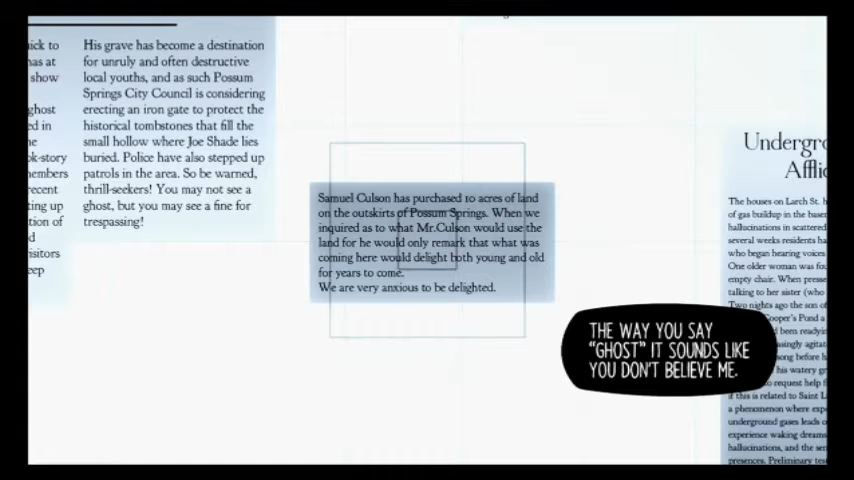 ick to
has at
show
ghost
ed in
ne
ok-story
embers
recent
ting up
tion of
d
isitors
eep
His grave has become a destination
for unruly and often destructive
local youths, and as such Possum
Springs City Council is considering
erecting an iron gate to protect the
historical tombstones that fill the
small hollow where Joe Shade lies
buried. Police have also stepped up
patrols in the area. So be warned,
thrill-seekers! You may not see a
ghost, but you may see a fine for
trespassing!
Samuel Culson has purchased 10 acres of land
on the outskirts of Possum Springs. When we
inquired as to what Mr.Culson would use the
land for he would only remark that what was
coming here would delight both young and old
for years to come.
We are very anxious to be delighted.
THE WAY YOU SAY
"GHOST" IT SOUNDS LIKE
YOU DON'T BELIEVE ME.
Undergro
Afflic
The houses on Larch St. h
of gas buildup in the base
hallucinations in scattered
several weeks residents ha
who began hearing voices
One older woman was fou
empty chair. When presse
talking to her sister (who
Two nights ago the son of
Cooper's Pond a
d been readyin
asingly agitat
song before h
his watery gr
to request help f
if this is related to Saint L
a phenomenon where expo
underground gases leads o
experience waking dreams
hallucinations, and the sen
presences. Preliminary tes